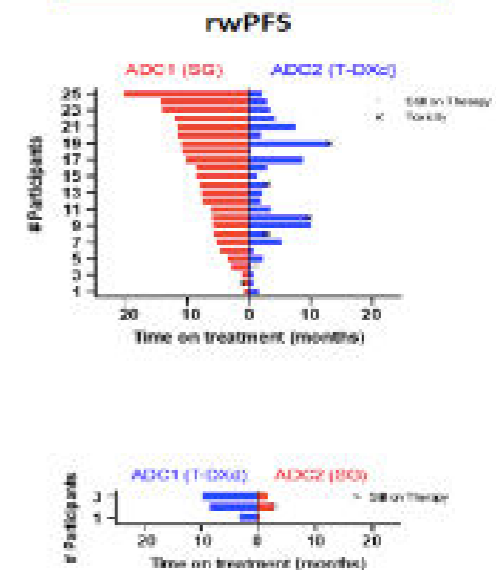 rwPFS
ADC1 (SG) ADC2 (T-DXd)
Still on Therapy
Toxicity
25
23
21
19
17
15
13
11
9
7
5
3
1
# Participants
20 10 0 10 20
Time on treatment (months)
ADC1 (T-DXd) ADC2 (SG)
Still on Therapy
3
1
# Participants
20 10 0 10 20
Time on treatment (months)